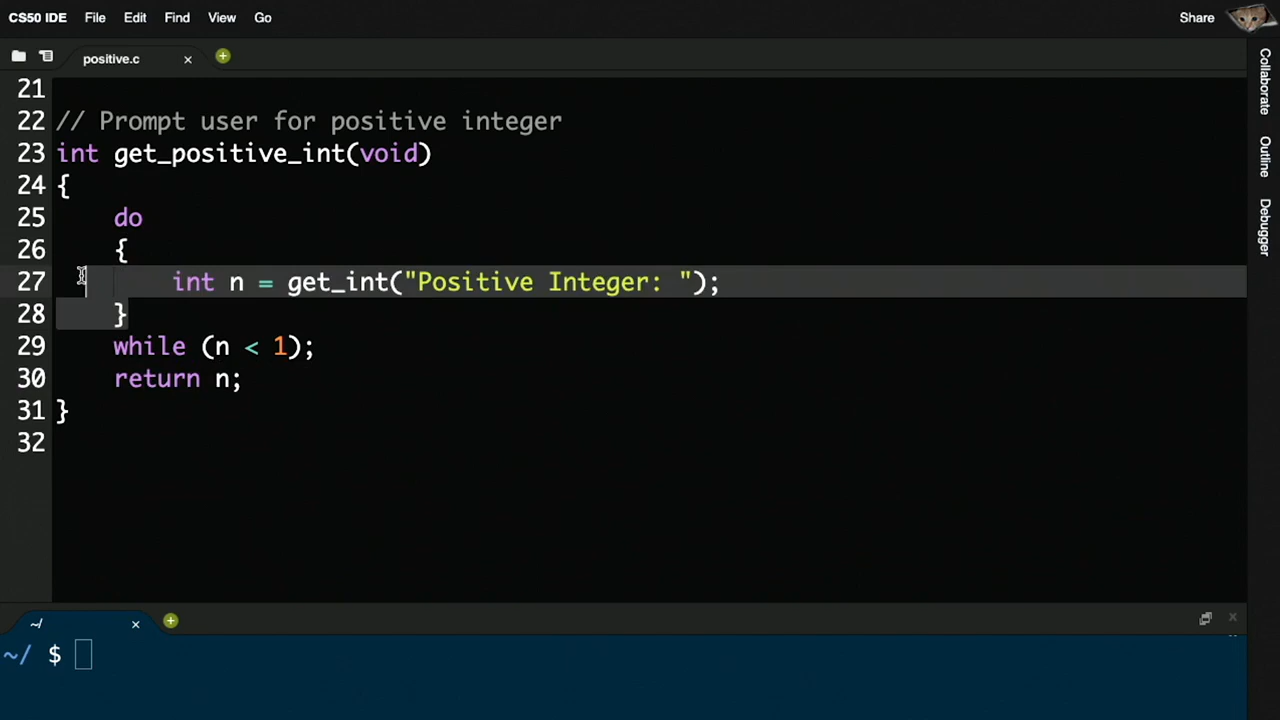 CS50 IDE File Edit Find View Go Share
positive.c
21
22 // Prompt user for positive integer
23 int get_positive_int(void)
24 {
25     do
26     {
27         int n = get_int("Positive Integer: ");
28     }
29     while (n < 1);
30     return n;
31 }
32
Collaborate
Outline
Debugger
~/
~/ $